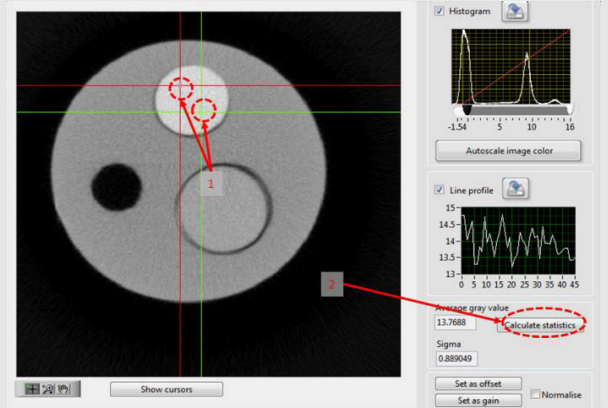 Histogram
-1.54 5 10 16
Autoscale image color
Line profile
15
14.5
14
13.5
13
0 5 10 15 20 25 30 35 40 45
1
2
Average gray value
13.7688
Calculate statistics
Sigma
0.889049
Show cursors
Set as offset
Set as gain
Normalise